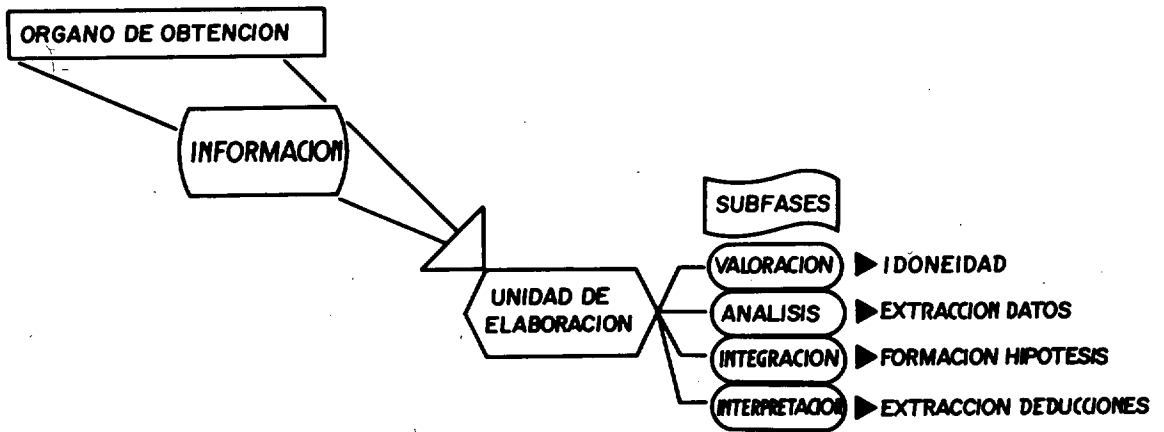 ORGANO DE OBTENCION
INFORMACION
SUBFASES
VALORACION ▶ IDONEIDAD
UNIDAD DE
ELABORACION
ANALISIS ▶ EXTRACCION DATOS
INTEGRACION ▶ FORMACION HIPOTESIS
INTERPRETACION ▶ EXTRACCION DEDUCCIONES